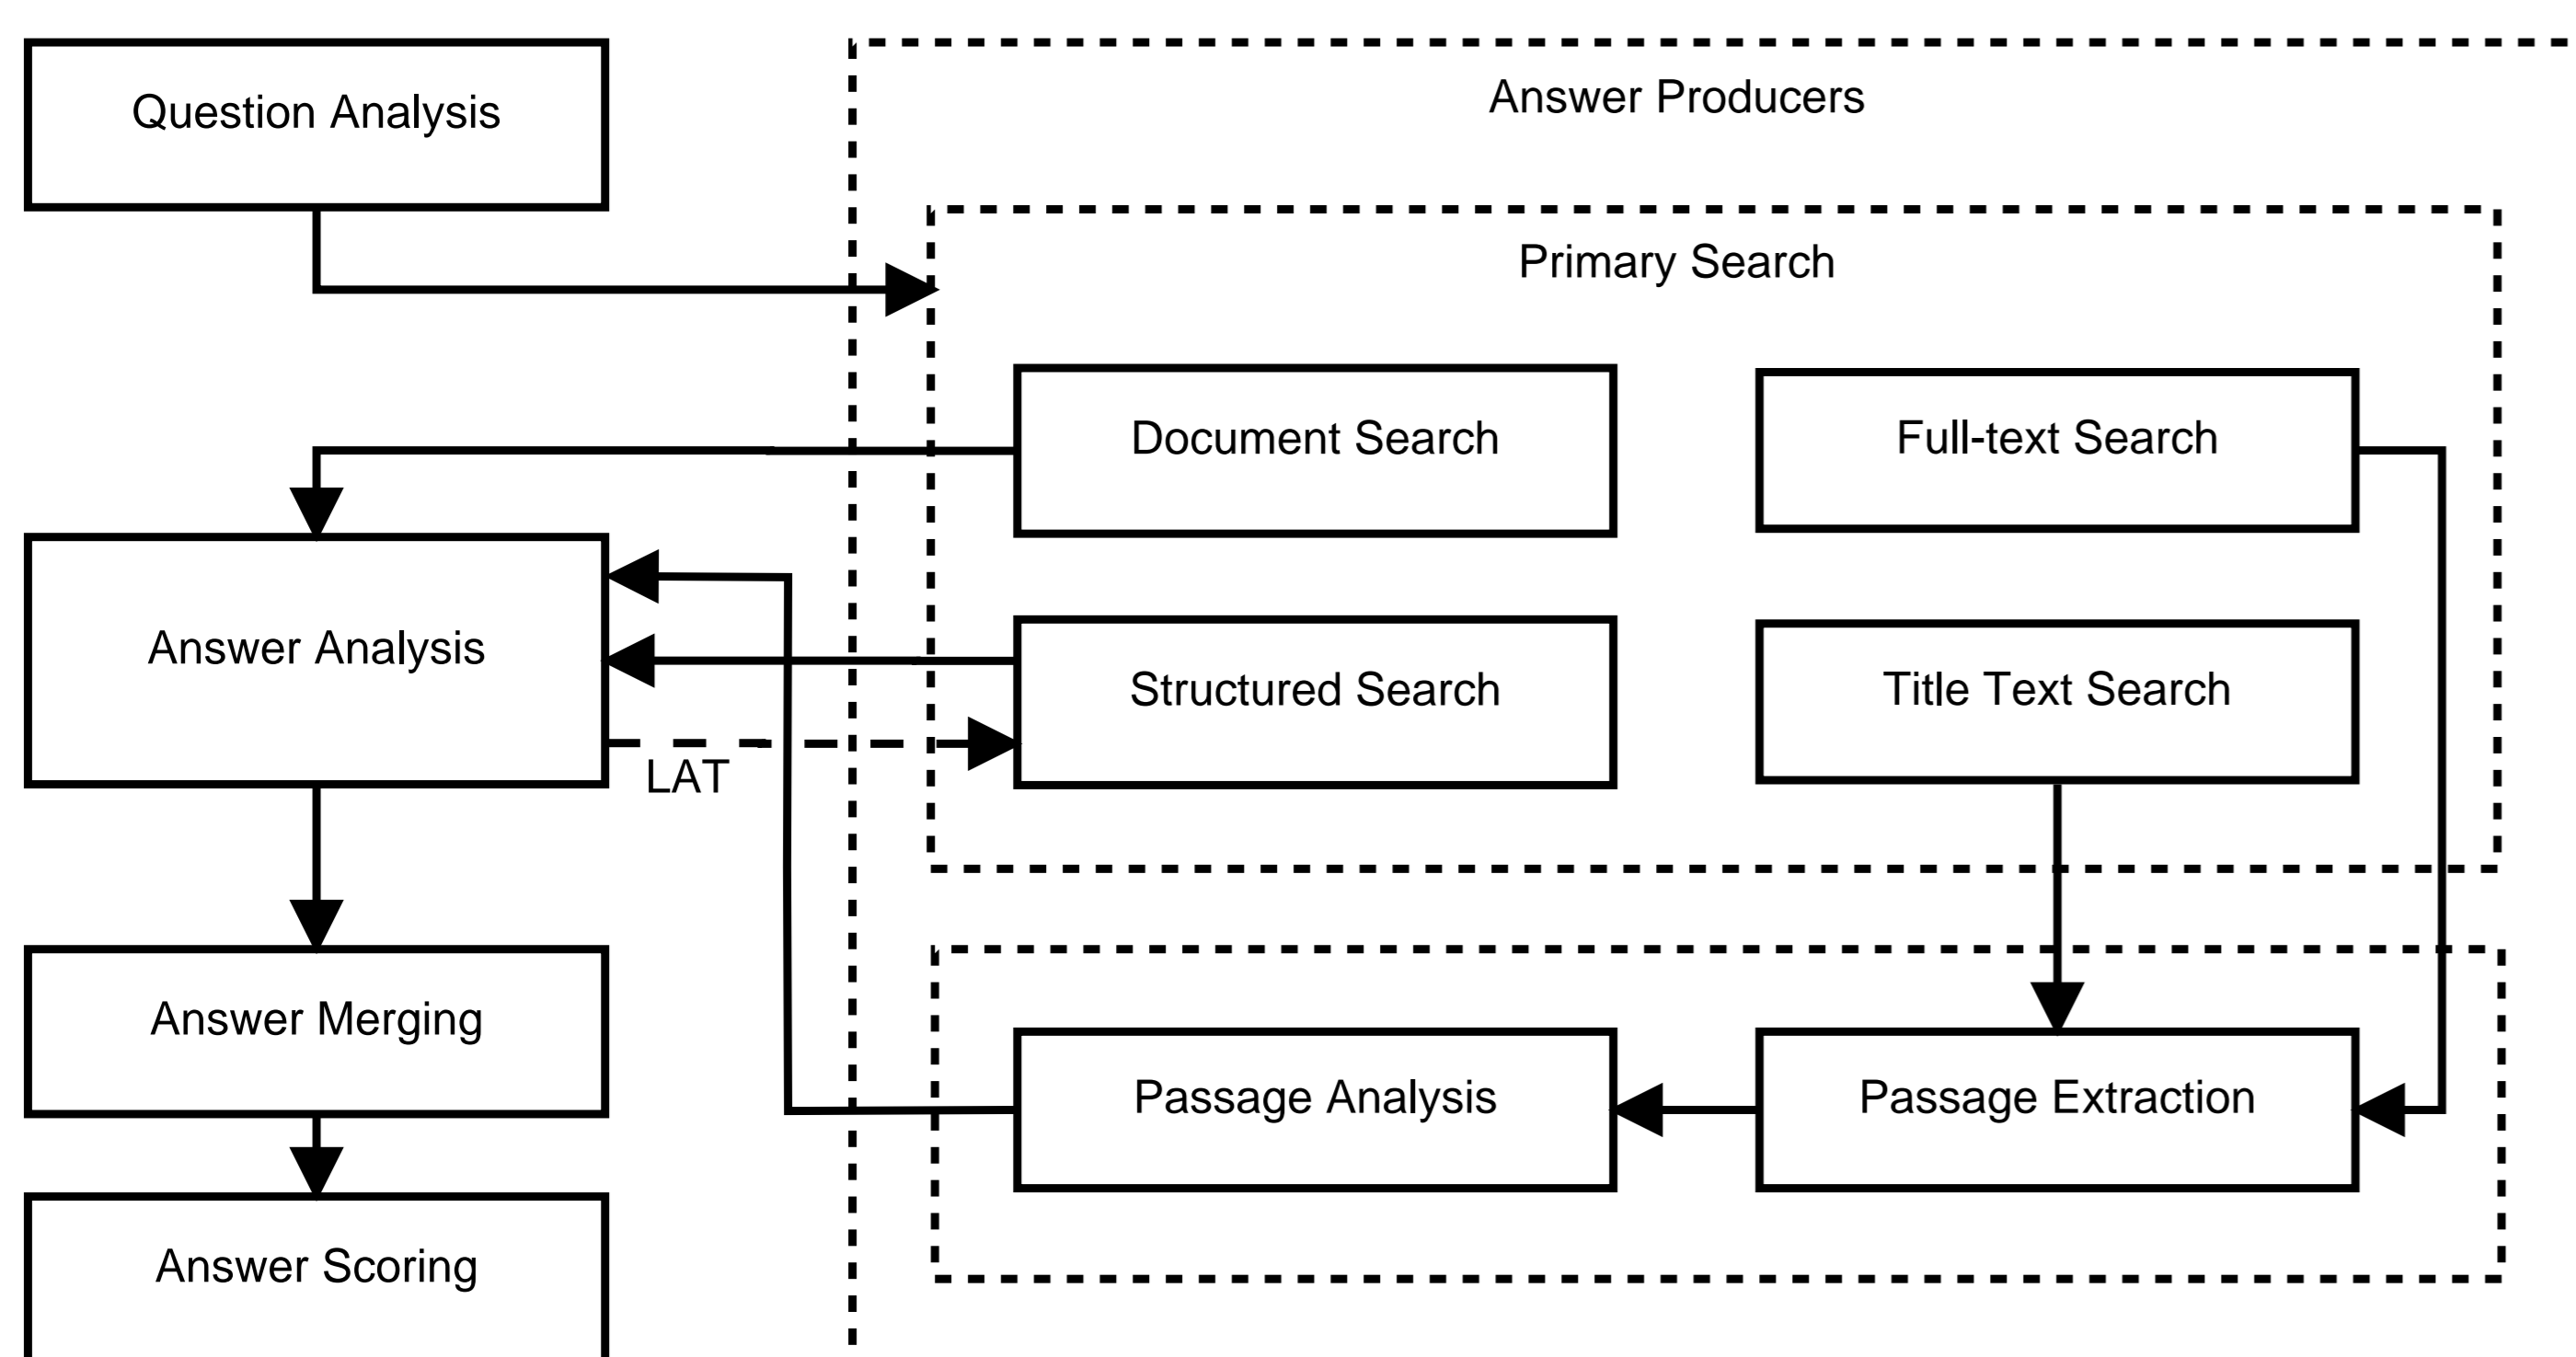 Question Analysis
Answer Producers
Primary Search
Document Search
Full-text Search
Answer Analysis
Structured Search
Title Text Search
LAT
Answer Merging
Passage Analysis
Passage Extraction
Answer Scoring